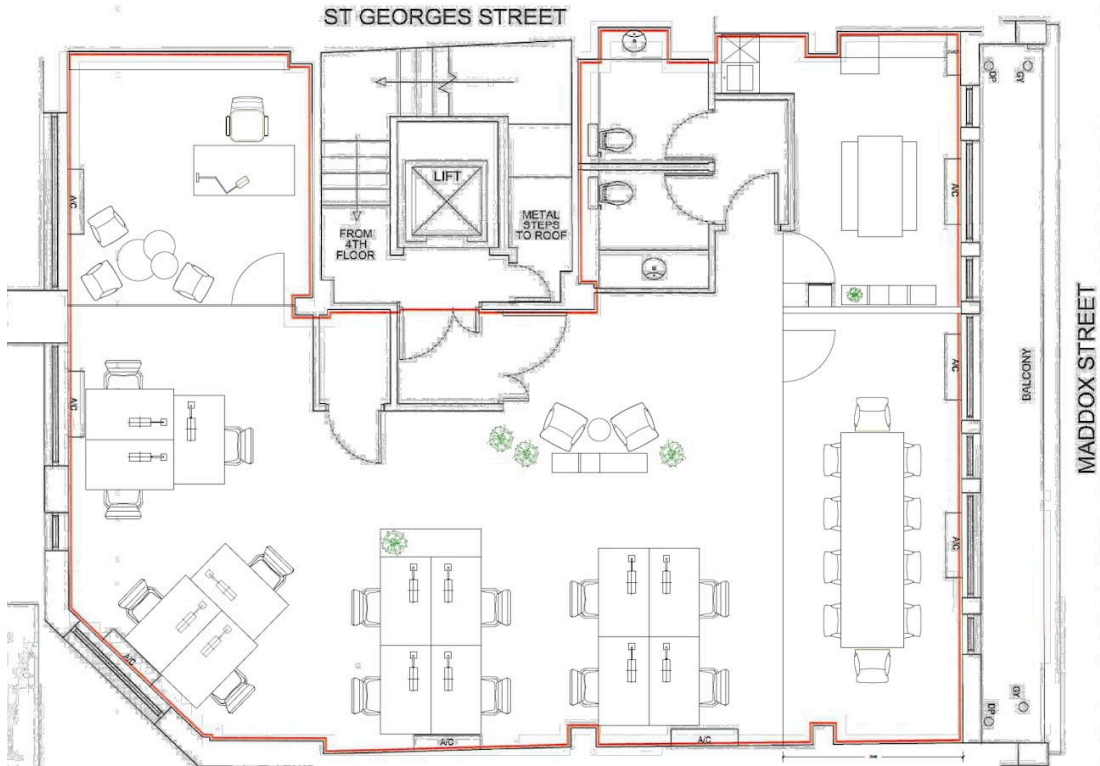 ST GEORGES STREET
LIFT
METAL
STEPS
TO ROOF
FROM
4TH
FLOOR
DP
GY
A/C
A/C
A/C
A/C
A/C
A/C
A/C
A/C
BALCONY
MADDOX STREET
DP
GY